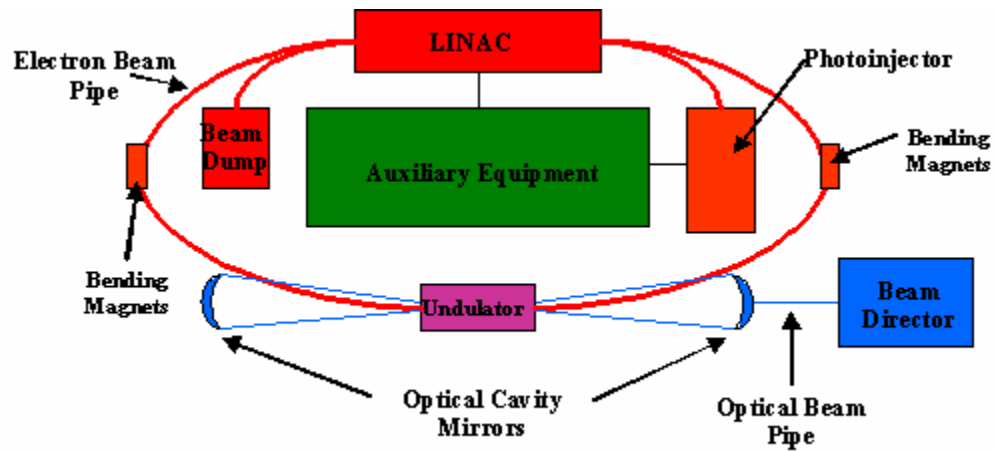 LINAC
Electron Beam
Pipe
Photoinjector
Beam
Dump
Auxiliary Equipment
Bending
Magnets
Bending
Magnets
Undulator
Beam
Director
Optical Cavity
Mirrors
Optical Beam
Pipe